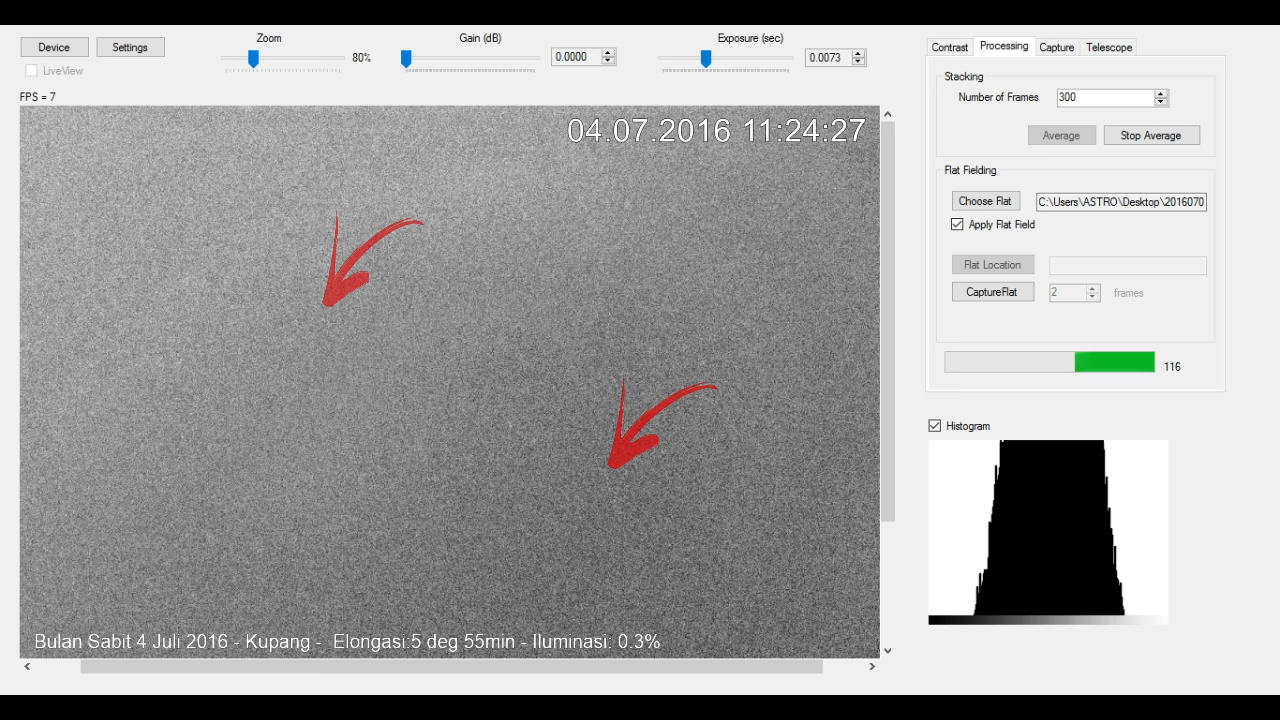 Device
Settings
LiveView
FPS = 7
Zoom
80%
Gain (dB)
0.0000
Exposure (sec)
0.0073
04.07.2016 11:24:27
Bulan Sabit 4 Juli 2016 - Kupang - Elongasi:5 deg 55min - Iluminasi: 0.3%
Contrast
Processing
Capture
Telescope
Stacking
Number of Frames
300
Average
Stop Average
Flat Fielding
Choose Flat
C:\Users\ASTRO\Desktop\2016070
Apply Flat Field
Flat Location
CaptureFlat
2
frames
116
Histogram